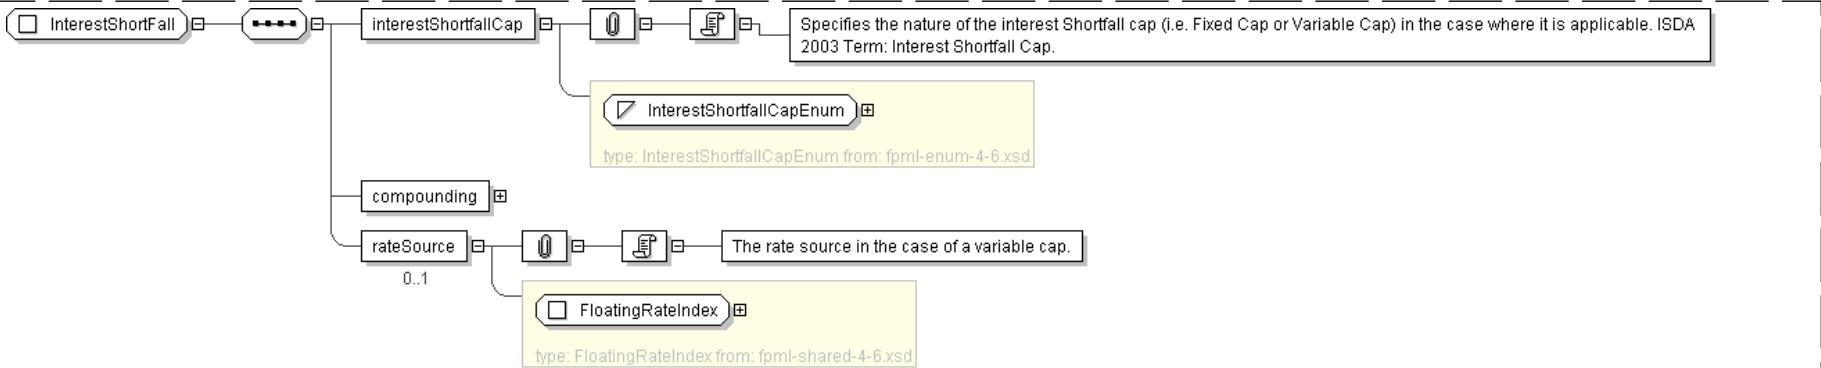 InterestShortFall
interestShortfallCap
Specifies the nature of the interest Shortfall cap (i.e. Fixed Cap or Variable Cap) in the case where it is applicable. ISDA
2003 Term: Interest Shortfall Cap.
InterestShortfallCapEnum
type: InterestShortfallCapEnum from: fpml-enum-4-6.xsd
compounding
rateSource
The rate source in the case of a variable cap.
0..1
FloatingRateIndex
type: FloatingRateIndex from: fpml-shared-4-6.xsd